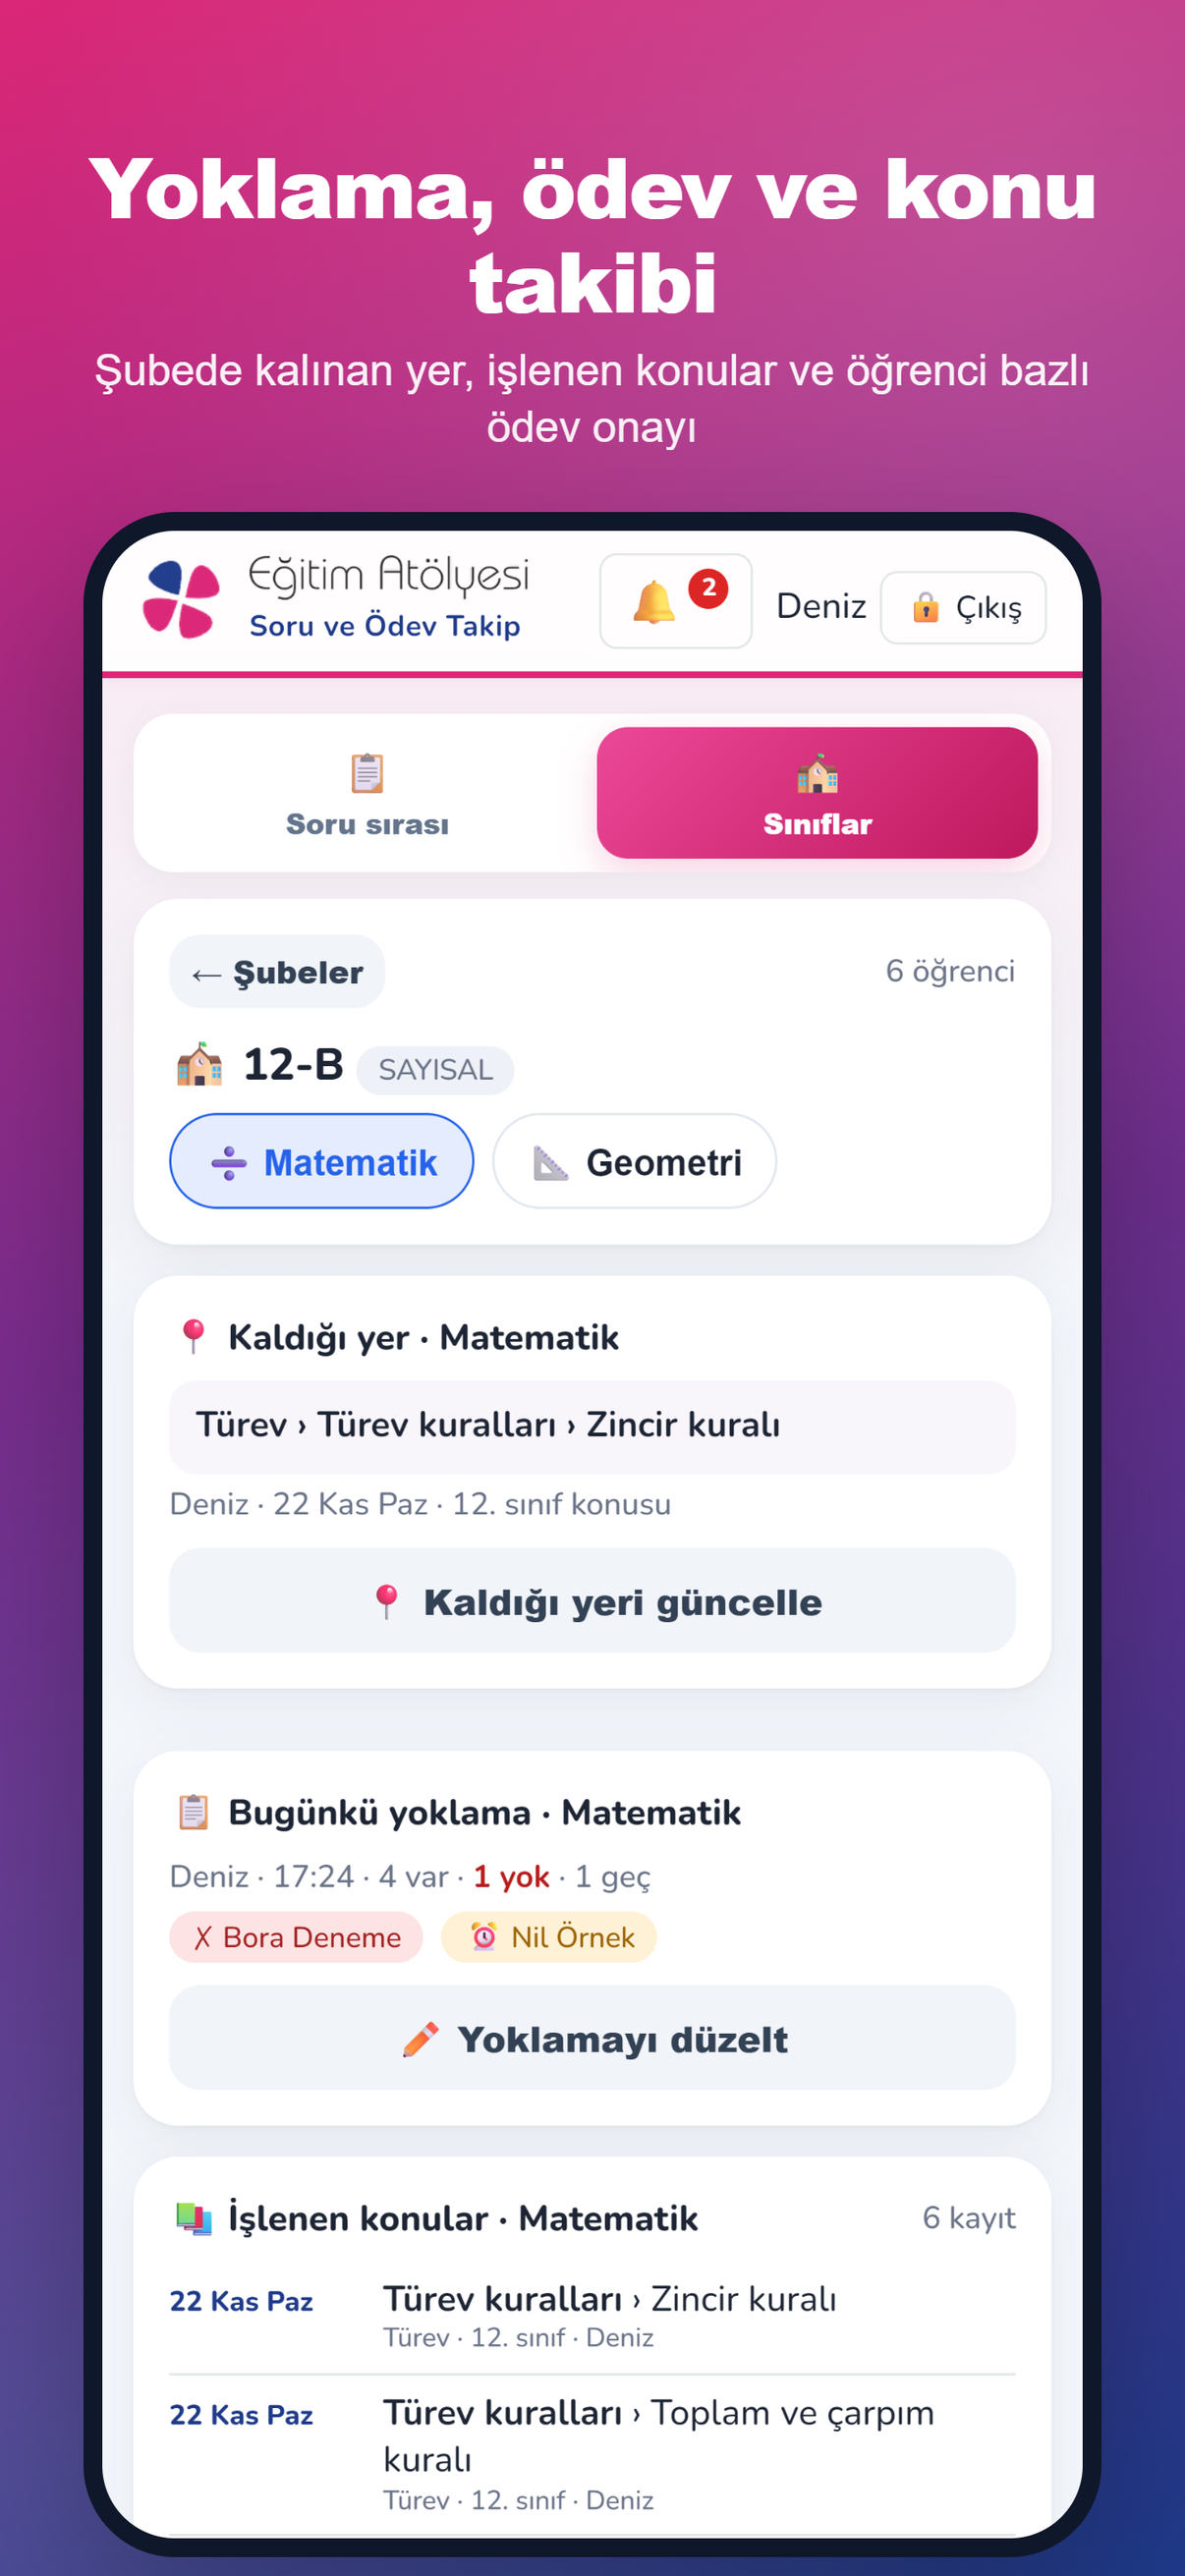 Yoklama, ödev ve konu
takibi
Şubede kalınan yer, işlenen konular ve öğrenci bazlı
ödev onayı
Eğitim Atölyesi
Soru ve Ödev Takip
2
Deniz
Çıkış
Soru sırası
Sınıflar
← Şubeler
6 öğrenci
12-B SAYISAL
Matematik
Geometri
Kaldığı yer · Matematik
Türev › Türev kuralları › Zincir kuralı
Deniz · 22 Kas Paz · 12. sınıf konusu
Kaldığı yeri güncelle
Bugünkü yoklama · Matematik
Deniz · 17:24 · 4 var · 1 yok · 1 geç
✗ Bora Deneme
Nil Örnek
Yoklamayı düzelt
İşlenen konular · Matematik
6 kayıt
22 Kas Paz
Türev kuralları › Zincir kuralı
Türev · 12. sınıf · Deniz
22 Kas Paz
Türev kuralları › Toplam ve çarpım
kuralı
Türev · 12. sınıf · Deniz